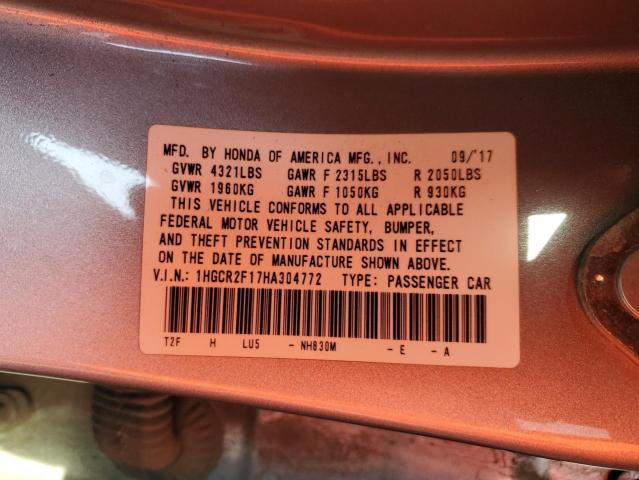 MFD. BY HONDA OF AMERICA MFG., INC. 09/'17
GVWR 4321LBS GAWR F 2315LBS R 2050LBS
GVWR 1960KG GAWR F 1050KG R 930KG
THIS VEHICLE CONFORMS TO ALL APPLICABLE
FEDERAL MOTOR VEHICLE SAFETY, BUMPER,
AND THEFT PREVENTION STANDARDS IN EFFECT
ON THE DATE OF MANUFACTURE SHOWN ABOVE.
V.I.N.: 1HGCR2F17HA304772 TYPE: PASSENGER CAR
T2F H LU5 - NH830M - E - A